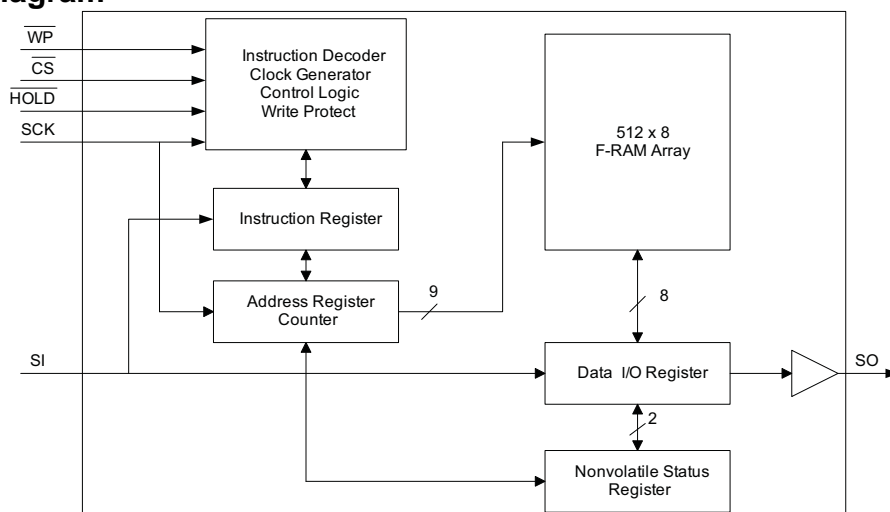 WP
CS
HOLD
SCK
Instruction Decoder
Clock Generator
Control Logic
Write Protect
512 x 8
F-RAM Array
Instruction Register
Address Register
Counter
9
8
SI
Data I/O Register
SO
2
Nonvolatile Status
Register